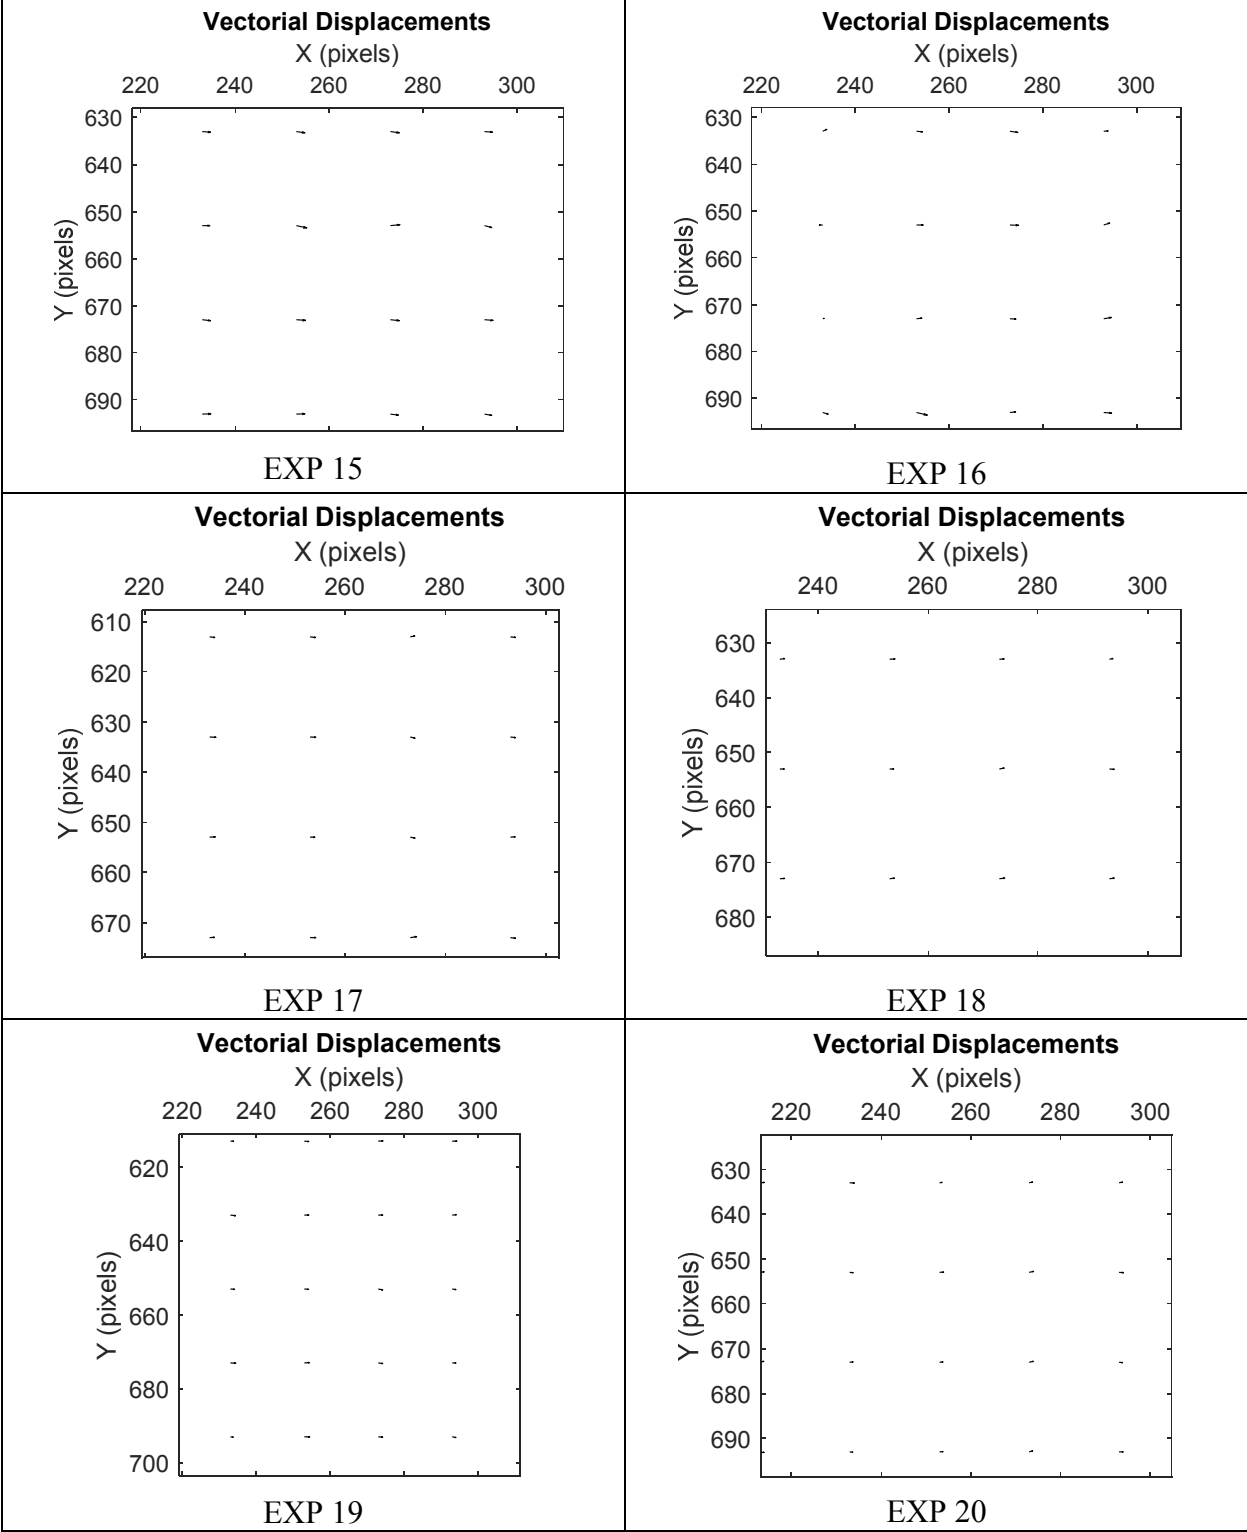 Vectorial Displacements
X (pixels)
220 240 260 280 300
630
640
650
660
670
680
690
Y (pixels)
EXP 15
Vectorial Displacements
X (pixels)
220 240 260 280 300
630
640
650
660
670
680
690
Y (pixels)
EXP 16
Vectorial Displacements
X (pixels)
220 240 260 280 300
610
620
630
640
650
660
670
Y (pixels)
EXP 17
Vectorial Displacements
X (pixels)
240 260 280 300
630
640
650
660
670
680
Y (pixels)
EXP 18
Vectorial Displacements
X (pixels)
220 240 260 280 300
620
640
660
680
700
Y (pixels)
EXP 19
Vectorial Displacements
X (pixels)
220 240 260 280 300
630
640
650
660
670
680
690
Y (pixels)
EXP 20